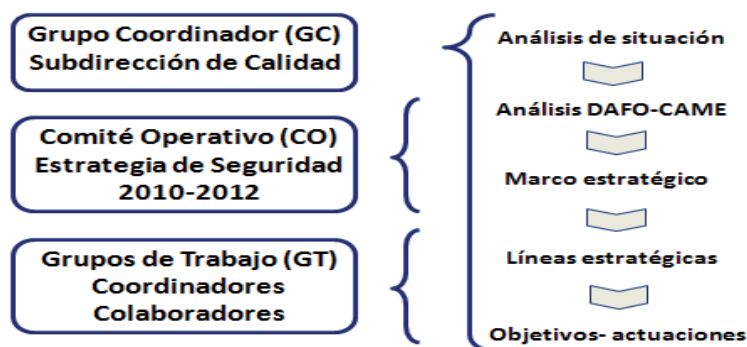 Grupo Coordinador (GC)
Subdirección de Calidad
Comité Operativo (CO)
Estrategia de Seguridad
2010-2012
Grupos de Trabajo (GT)
Coordinadores
Colaboradores
Análisis de situación
Análisis DAFO-CAME
Marco estratégico
Líneas estratégicas
Objetivos- actuaciones